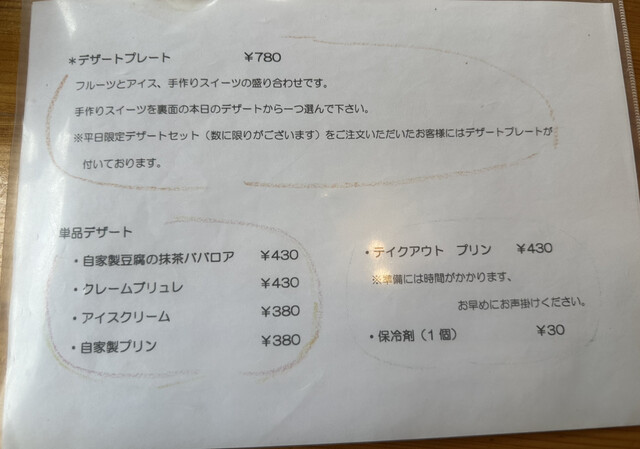 ＊デザートプレート ￥780
フルーツとアイス、手作りスイーツの盛り合わせです。
手作りスイーツを裏面の本日のデザートから一つ選んで下さい。
※平日限定デザートセット（数に限りがございます）をご注文いただいたお客様にはデザートプレートが
付いております。
単品デザート
・自家製豆腐の抹茶ババロア ￥430
・クレームブリュレ ￥430
・アイスクリーム ￥380
・自家製プリン ￥380
・テイクアウト プリン ￥430
※準備には時間がかかります、
お早めにお声掛けください。
・保冷剤（１個） ￥30